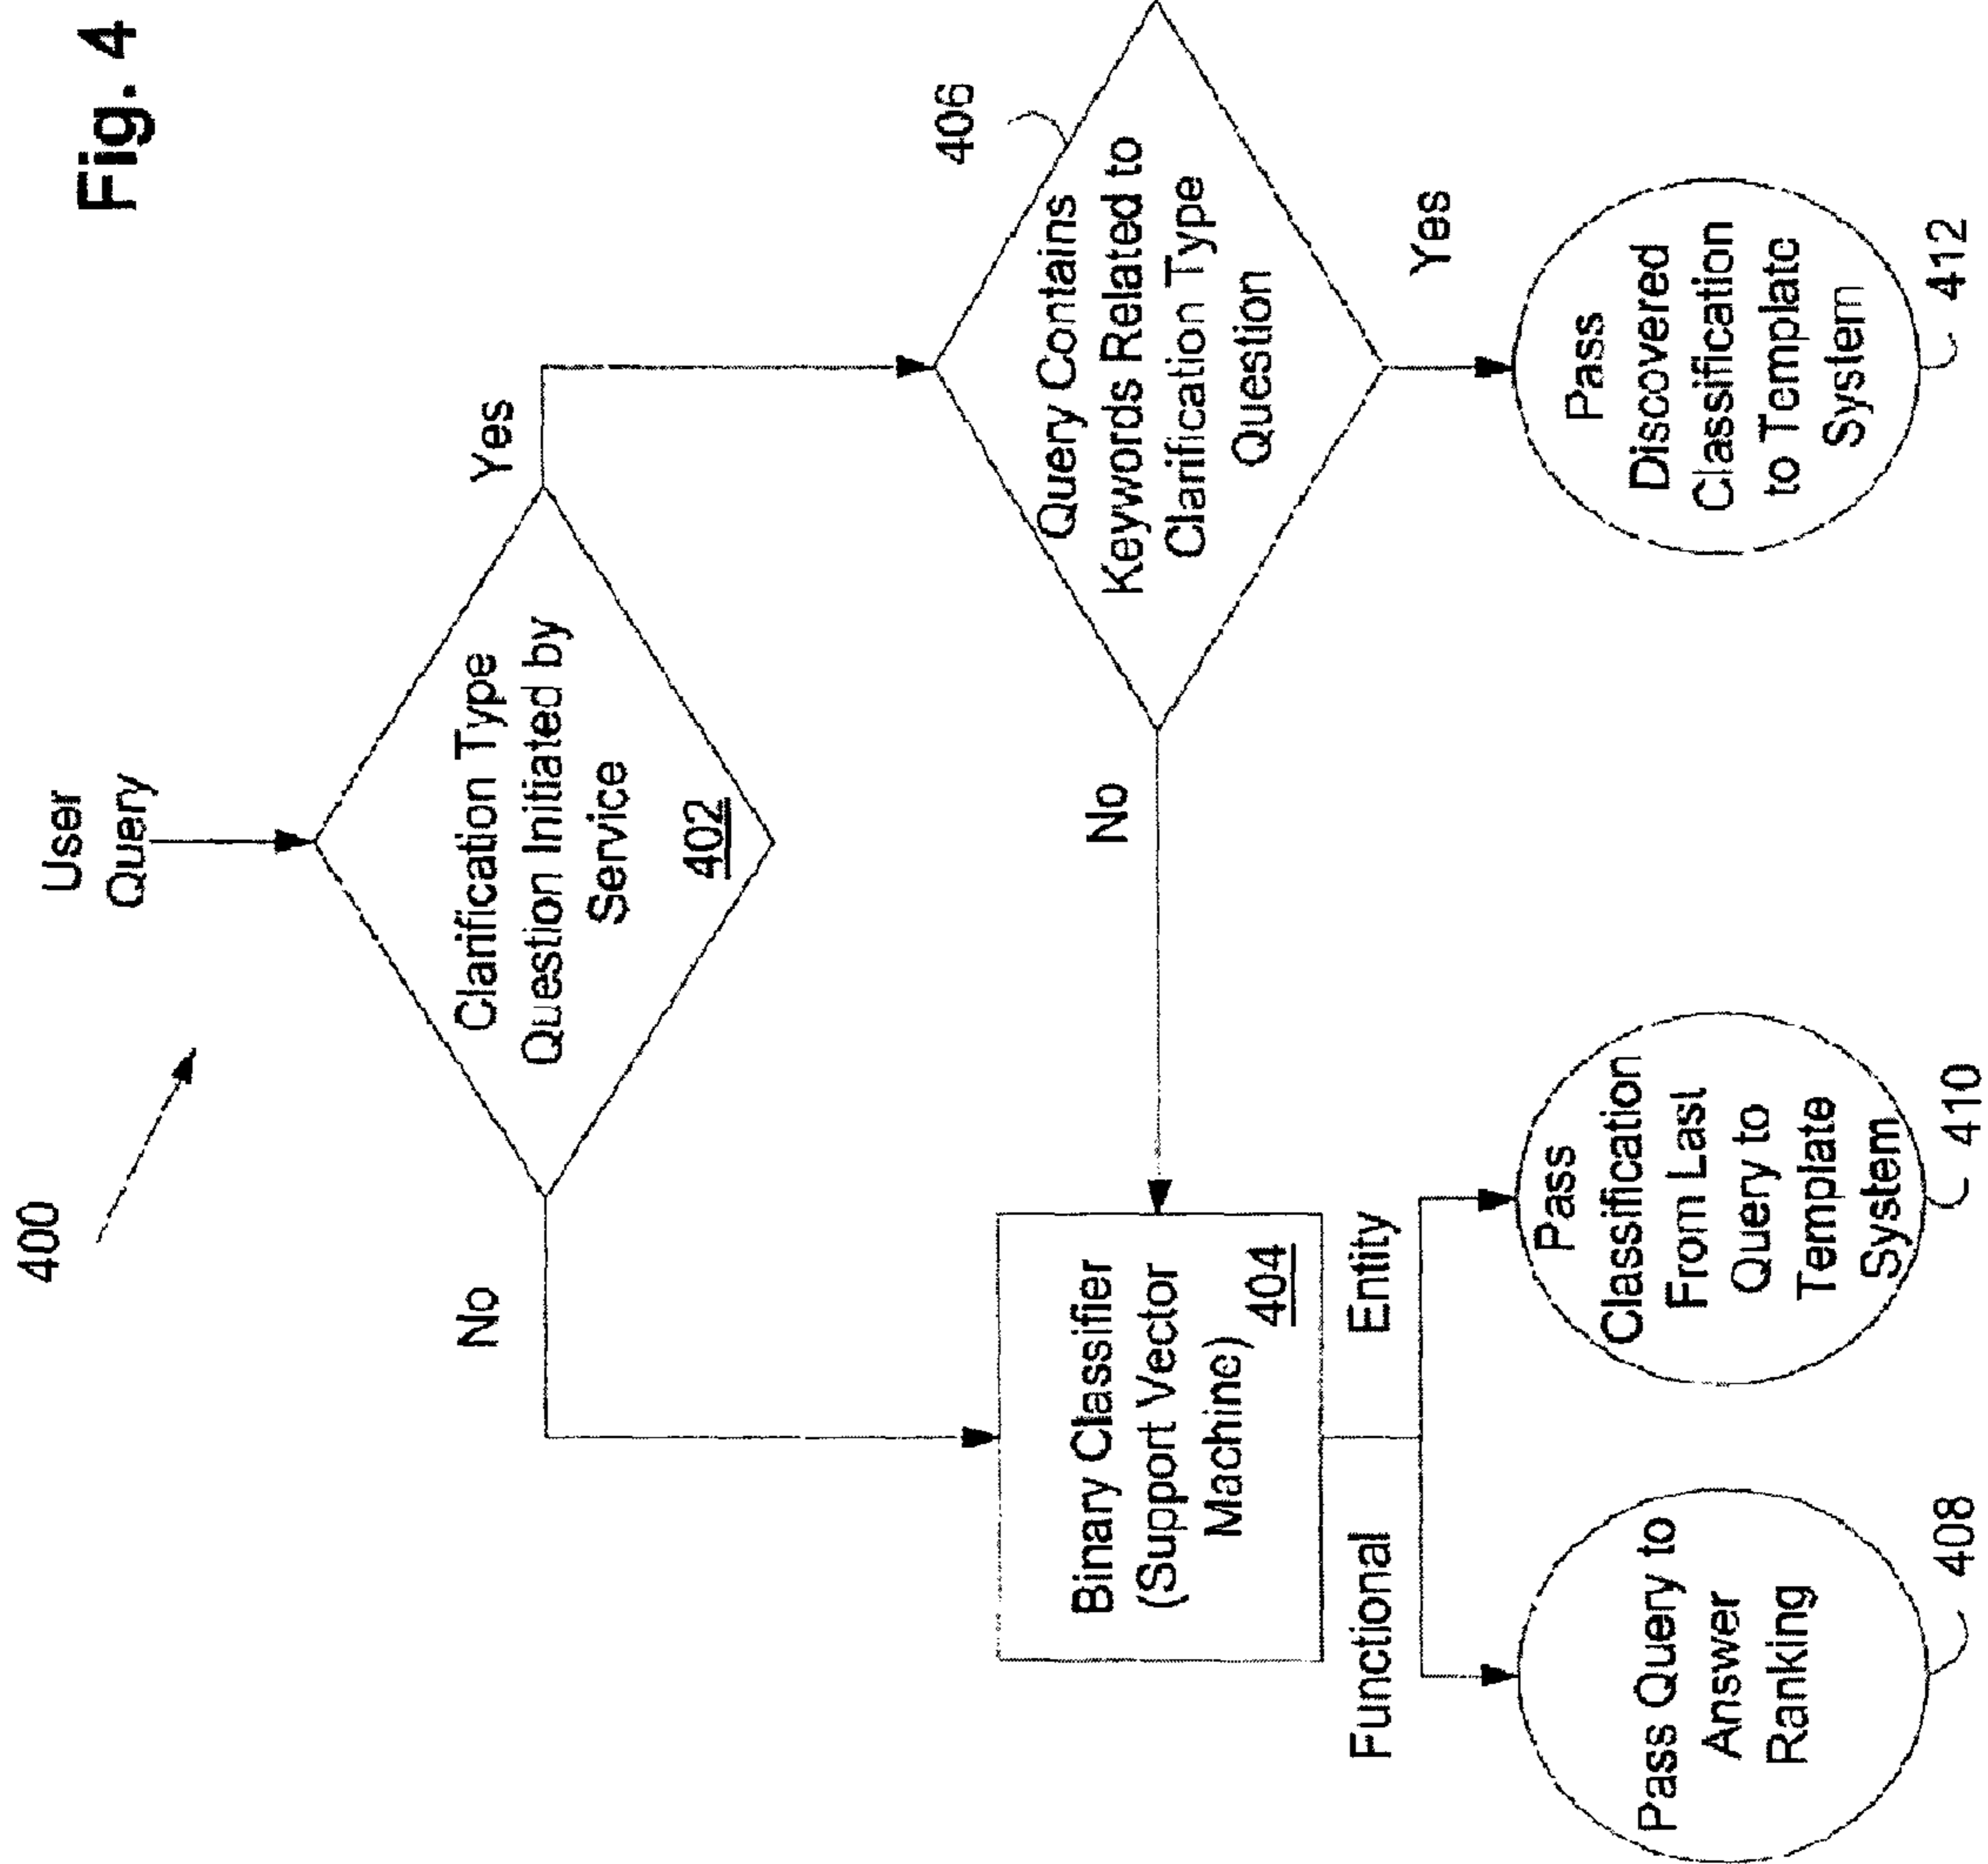 Fig. 4
400
User
Query
Clarification Type
Question Initiated by
Service
402
No
Yes
406
Query Contains
Keywords Related to
Clarification Type
Question
No
Yes
Binary Classifier
(Support Vector
Machine)
404
Functional
Entity
Pass Query to
Answer
Ranking
408
Pass
Classification
From Last
Query to
Template
System
410
Pass
Discovered
Classification
to Template
System
412